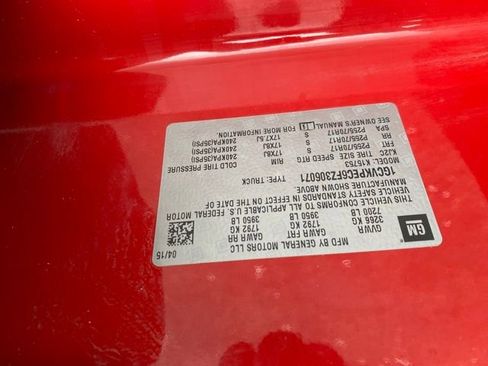 GM
MFD BY GENERAL MOTORS LLC
04/15
GVWR
GAWR FRT
GAWR RR
3266 KG
1792 KG
1792 KG
7200 LB
3950 LB
3950 LB
THIS VEHICLE CONFORMS TO ALL APPLICABLE U.S. FEDERAL MOTOR
VEHICLE SAFETY STANDARDS IN EFFECT ON THE DATE OF
MANUFACTURE SHOWN ABOVE.
1GCVKPEC6FZ306071
TYPE: TRUCK
MODEL: K15753
KJ2C TIRE SIZE SPEED RTG RIM COLD TIRE PRESSURE
FRT P255/70R17 S 17X8J 240KPA(35PSI)
RR P255/70R17 S 17X8J 240KPA(35PSI)
SPA P255/70R17 S 17X7.5J 240KPA(35PSI)
SEE OWNER'S MANUAL FOR MORE INFORMATION.